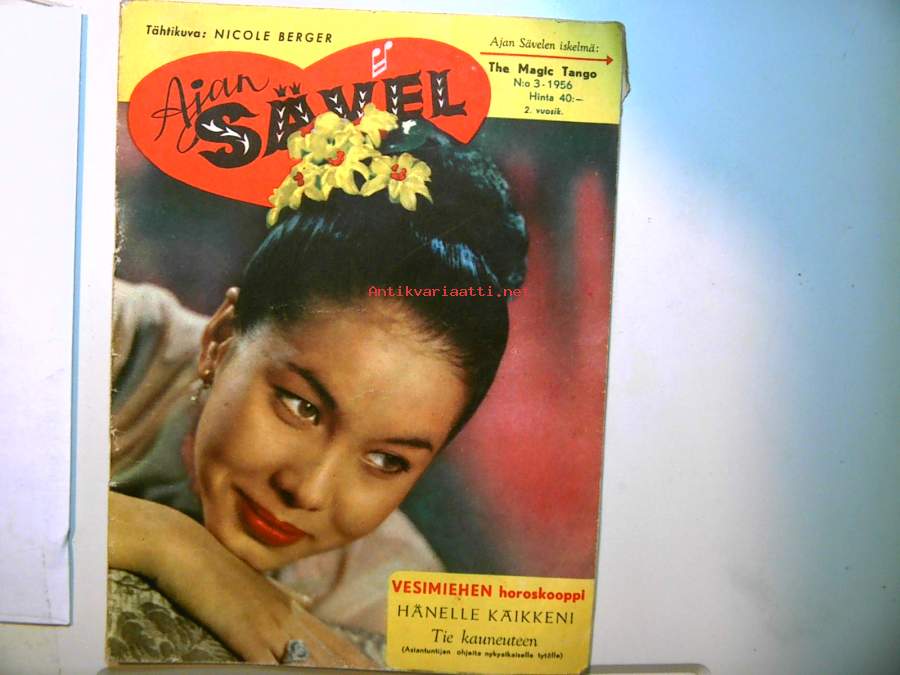 Tähtikuva: NICOLE BERGER
Ajan Sävelen iskelmä:
The Magic Tango
N:o 3 - 1956
Hinta 40:-
2. vuosik.
Ajan
SÄVEL
Antikvariaatti.net
VESIMIEHEN horoskooppi
HÄNELLE KAIKKENI
Tie kauneuteen
(Asiantuntijan ohjeita nykyaikaiselle tytölle)